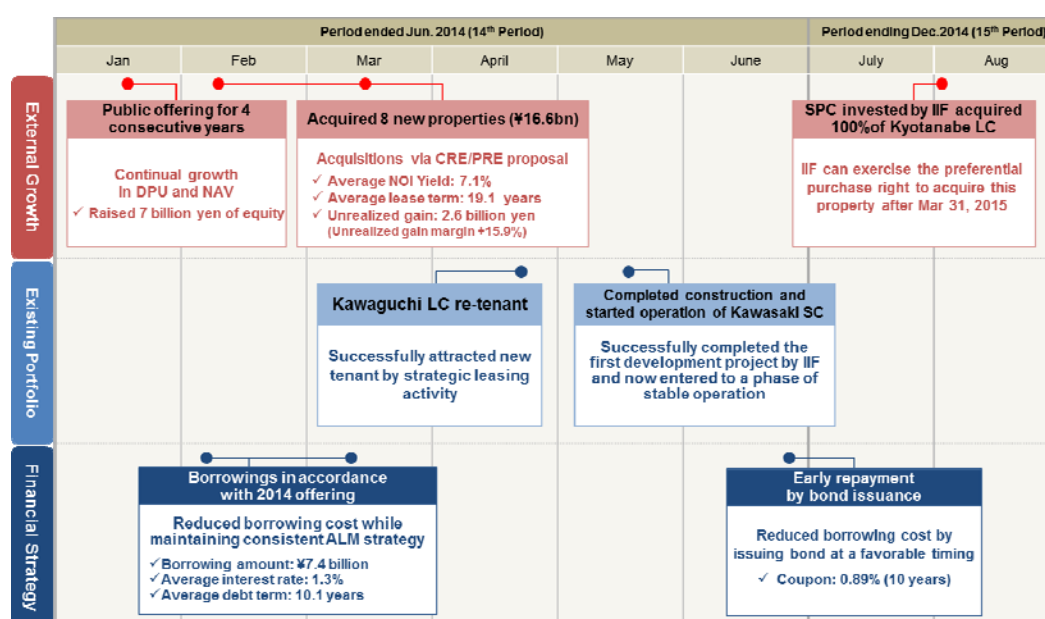 Period ended Jun. 2014 (14th Period)
Period ending Dec.2014 (15th Period)
Jan
Feb
Mar
April
May
June
July
Aug
External Growth
Public offering for 4
consecutive years
Continual growth
In DPU and NAV
✓ Raised 7 billion yen of equity
Acquired 8 new properties (¥16.6bn)
Acquisitions via CRE/PRE proposal
✓ Average NOI Yield: 7.1%
✓ Average lease term: 19.1 years
✓ Unrealized gain: 2.6 billion yen
(Unrealized gain margin +15.9%)
SPC invested by IIF acquired
100%of Kyotanabe LC
IIF can exercise the preferential
purchase right to acquire this
property after Mar 31, 2015
Existing Portfolio
Kawaguchi LC re-tenant
Successfully attracted new
tenant by strategic leasing
activity
Completed construction and
started operation of Kawasaki SC
Successfully completed the
first development project by IIF
and now entered to a phase of
stable operation
Financial Strategy
Borrowings in accordance
with 2014 offering
Reduced borrowing cost while
maintaining consistent ALM strategy
✓Borrowing amount: ¥7.4 billion
✓Average interest rate: 1.3%
✓Average debt term: 10.1 years
Early repayment
by bond issuance
Reduced borrowing cost by
issuing bond at a favorable timing
✓ Coupon: 0.89% (10 years)